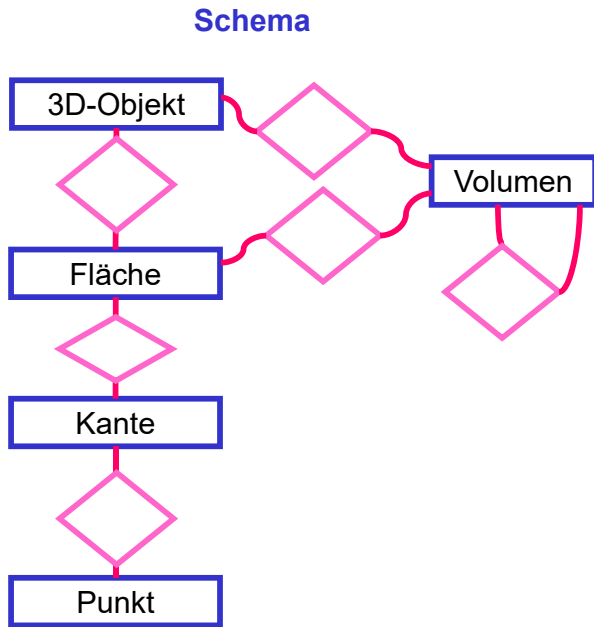 Schema
3D-Objekt
Volumen
Fläche
Kante
Punkt